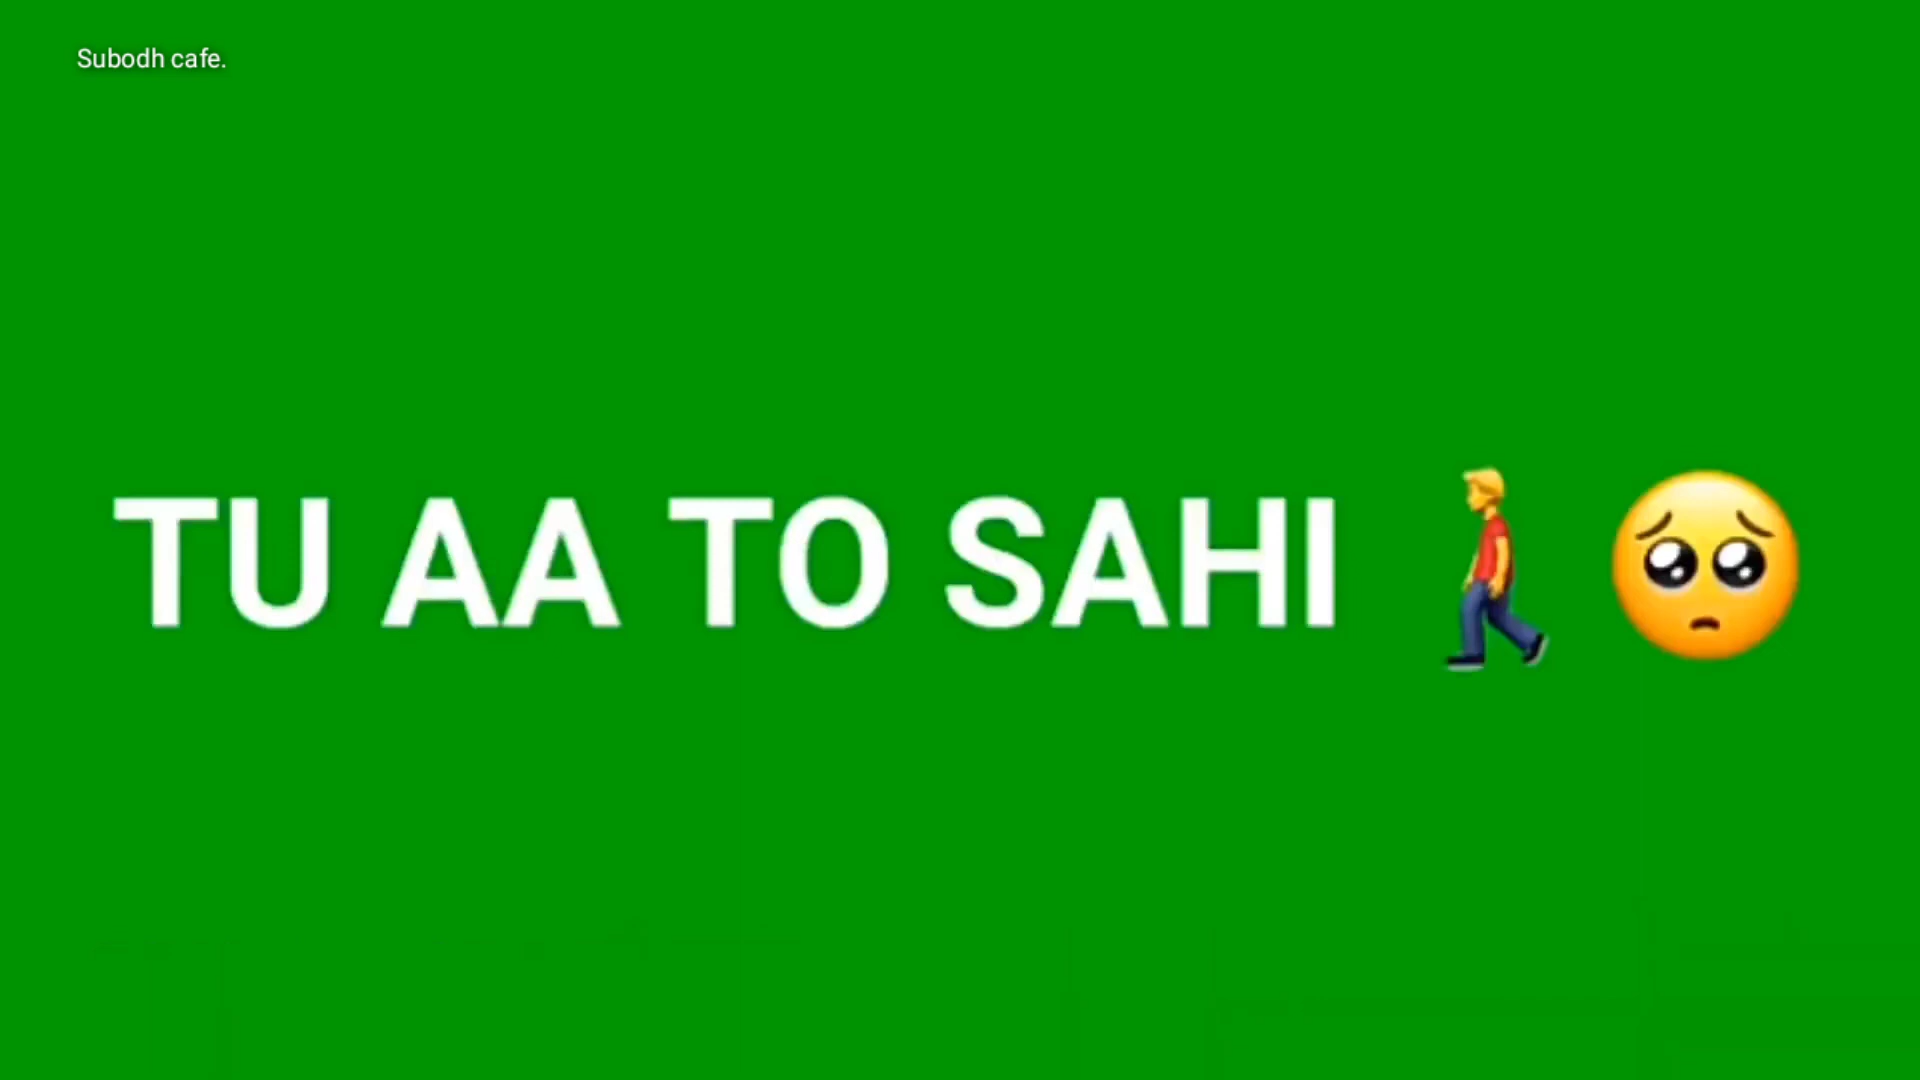 Subodh cafe.
TU AA TO SAHI 🚶 🥺